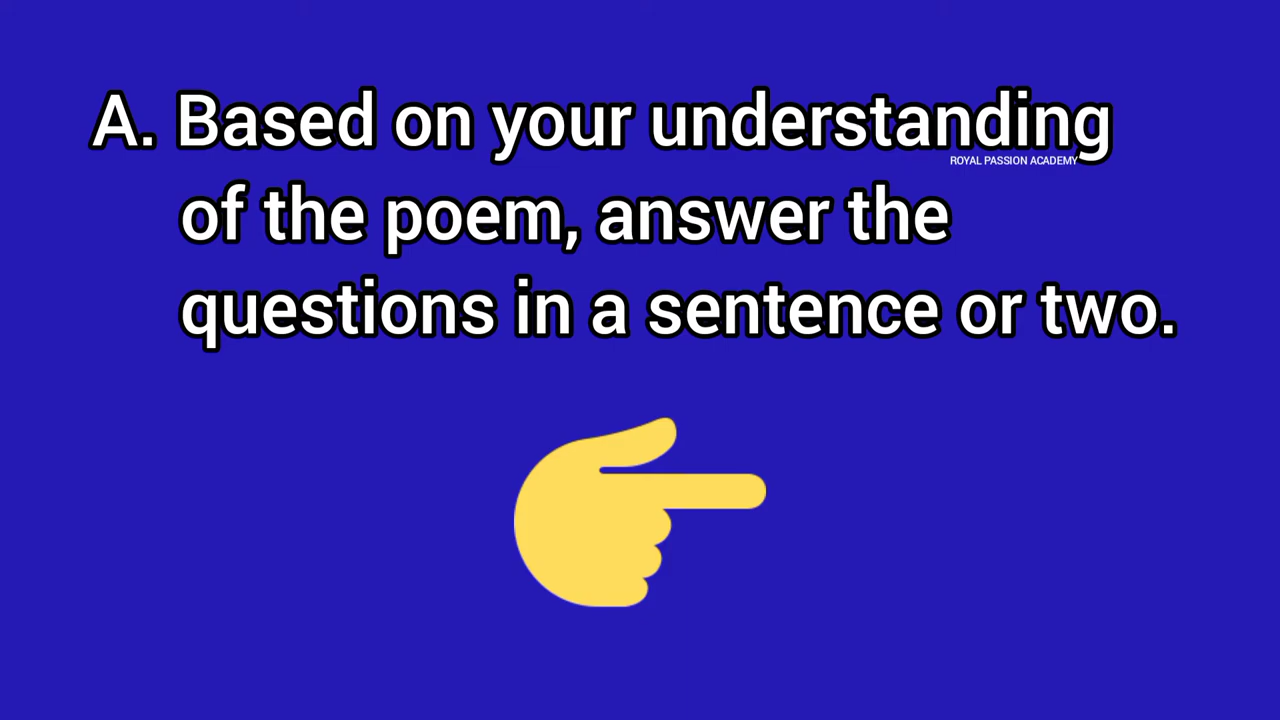 A. Based on your understanding
ROYAL PASSION ACADEMY
of the poem, answer the
questions in a sentence or two.